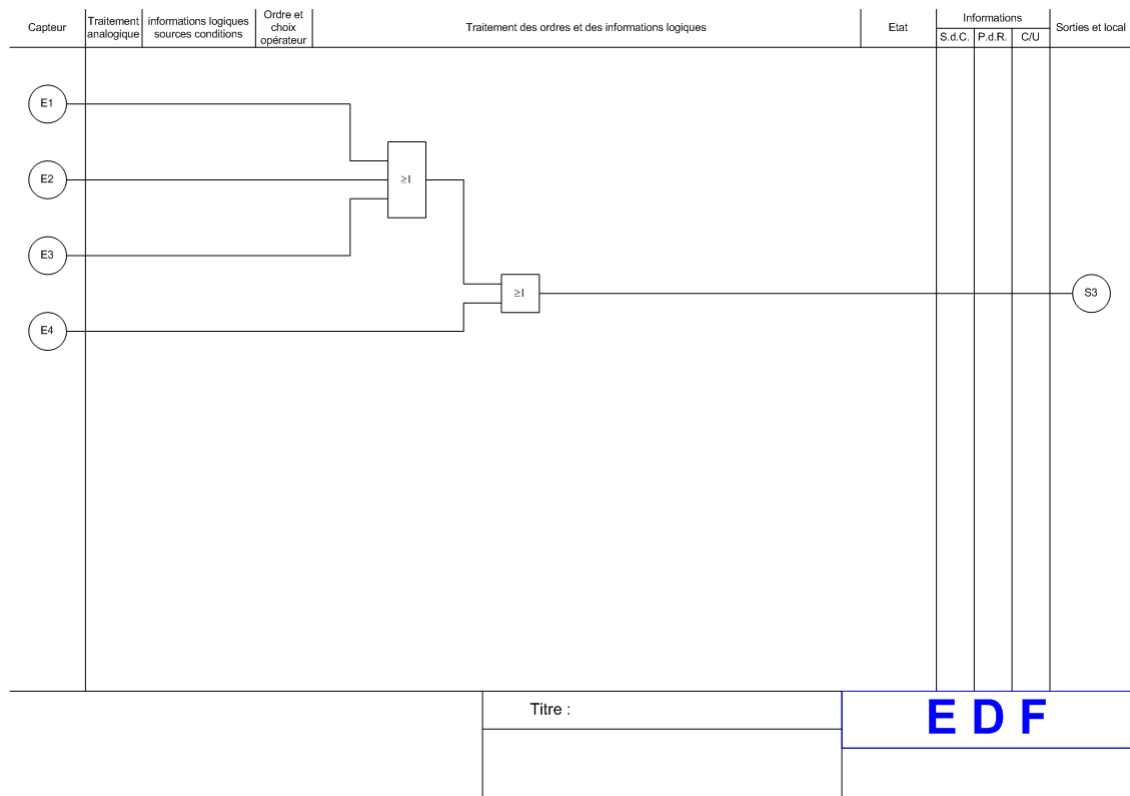 Capteur
Traitement
analogique
informations logiques
sources conditions
Ordre et
choix
opérateur
Traitement des ordres et des informations logiques
Etat
Informations
S.d.C. P.d.R. C/U
Sorties et local
E1
≥1
E2
E3
≥1
S3
E4
Titre :
E D F